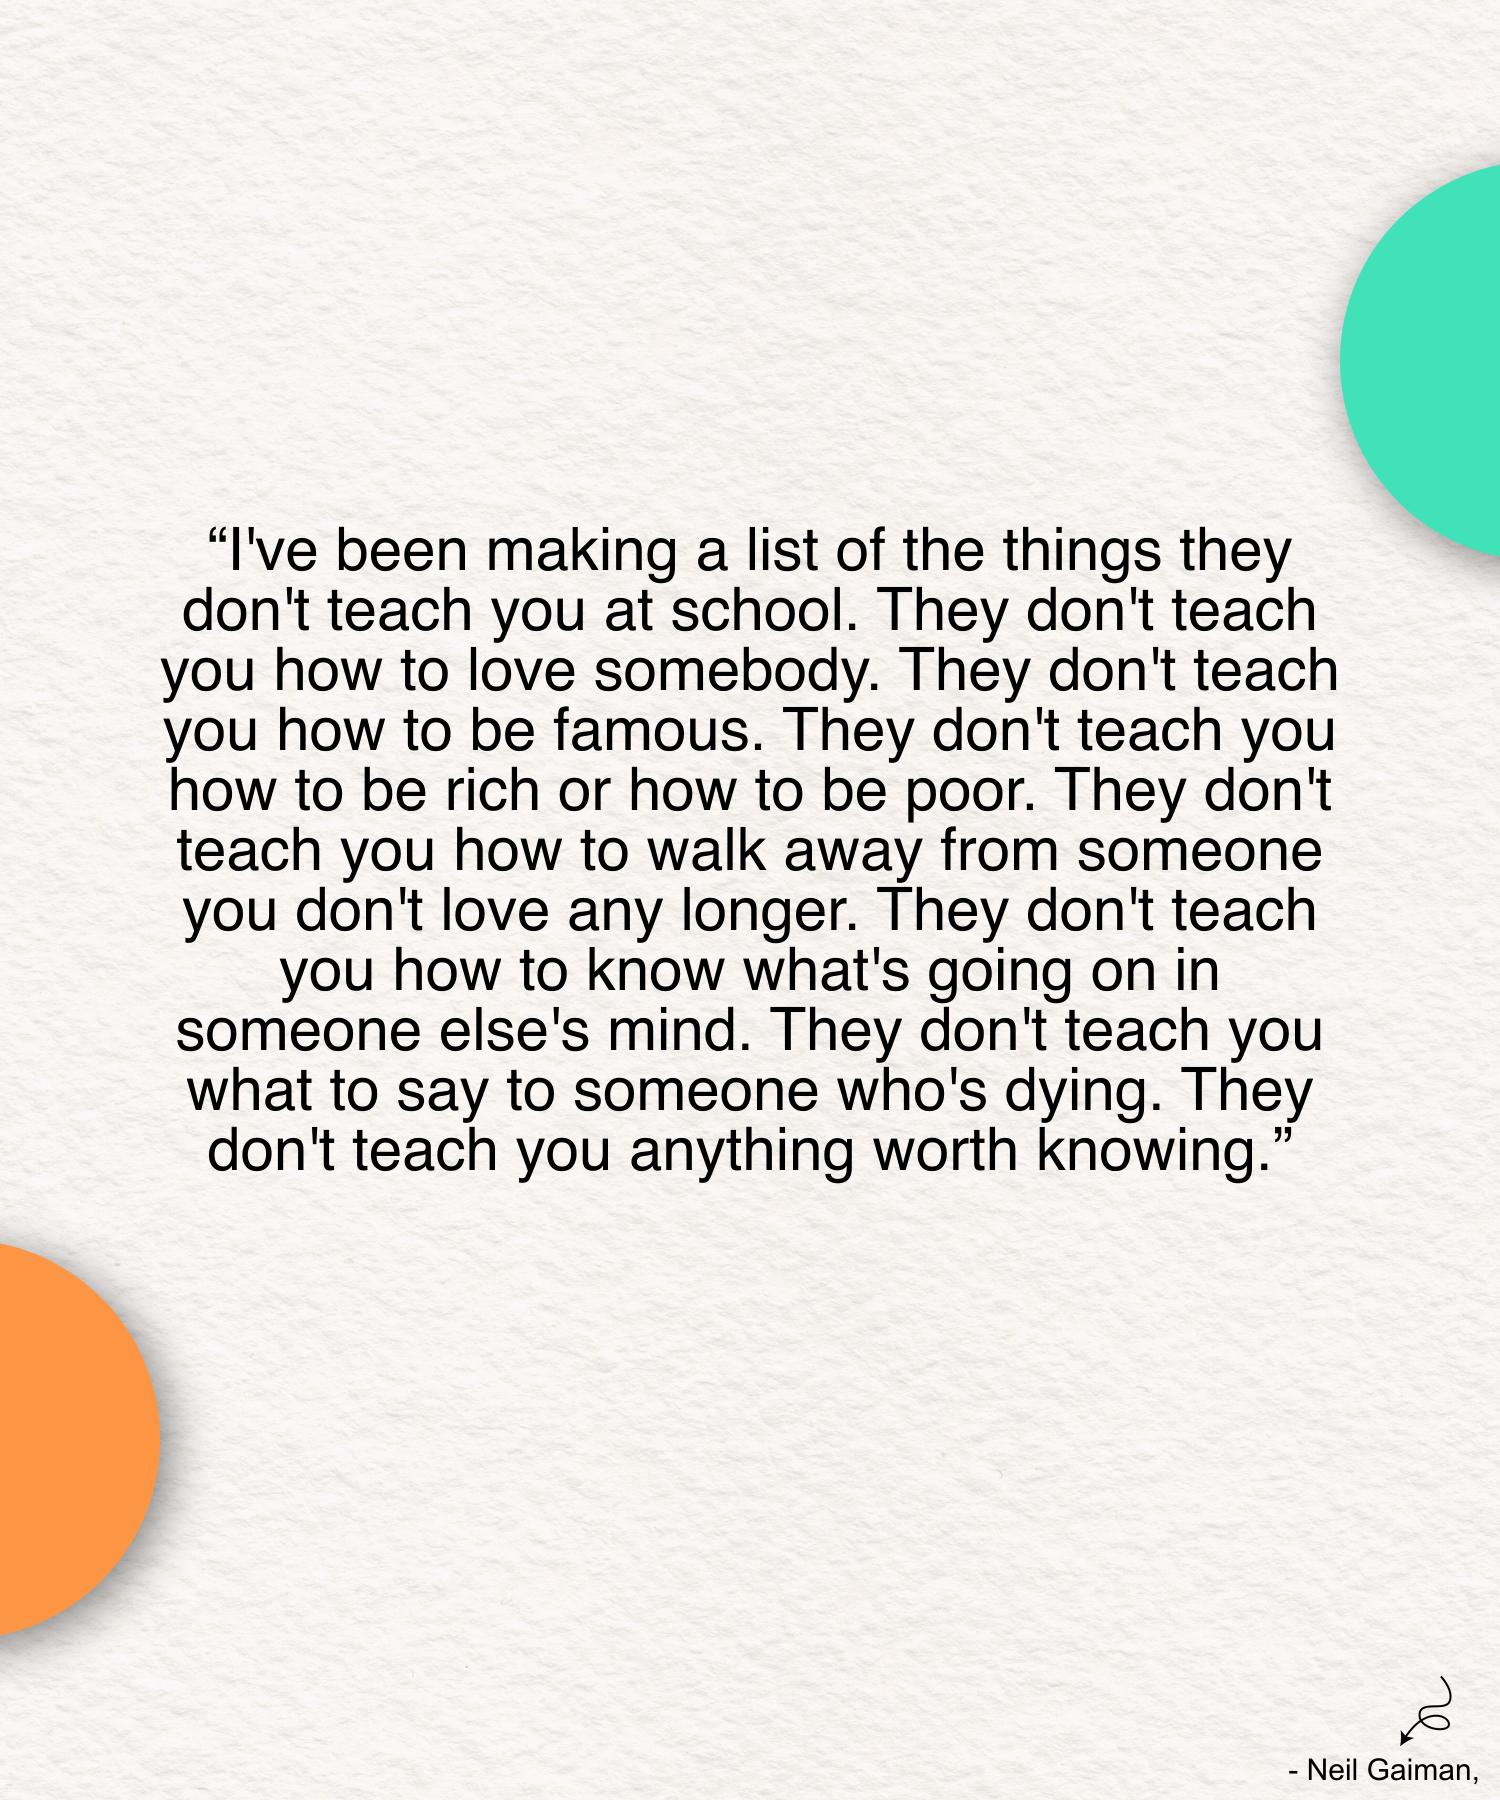 “I've been making a list of the things they
don't teach you at school. They don't teach
you how to love somebody. They don't teach
you how to be famous. They don't teach you
how to be rich or how to be poor. They don't
teach you how to walk away from someone
you don't love any longer. They don't teach
you how to know what's going on in
someone else's mind. They don't teach you
what to say to someone who's dying. They
don't teach you anything worth knowing.”
- Neil Gaiman,